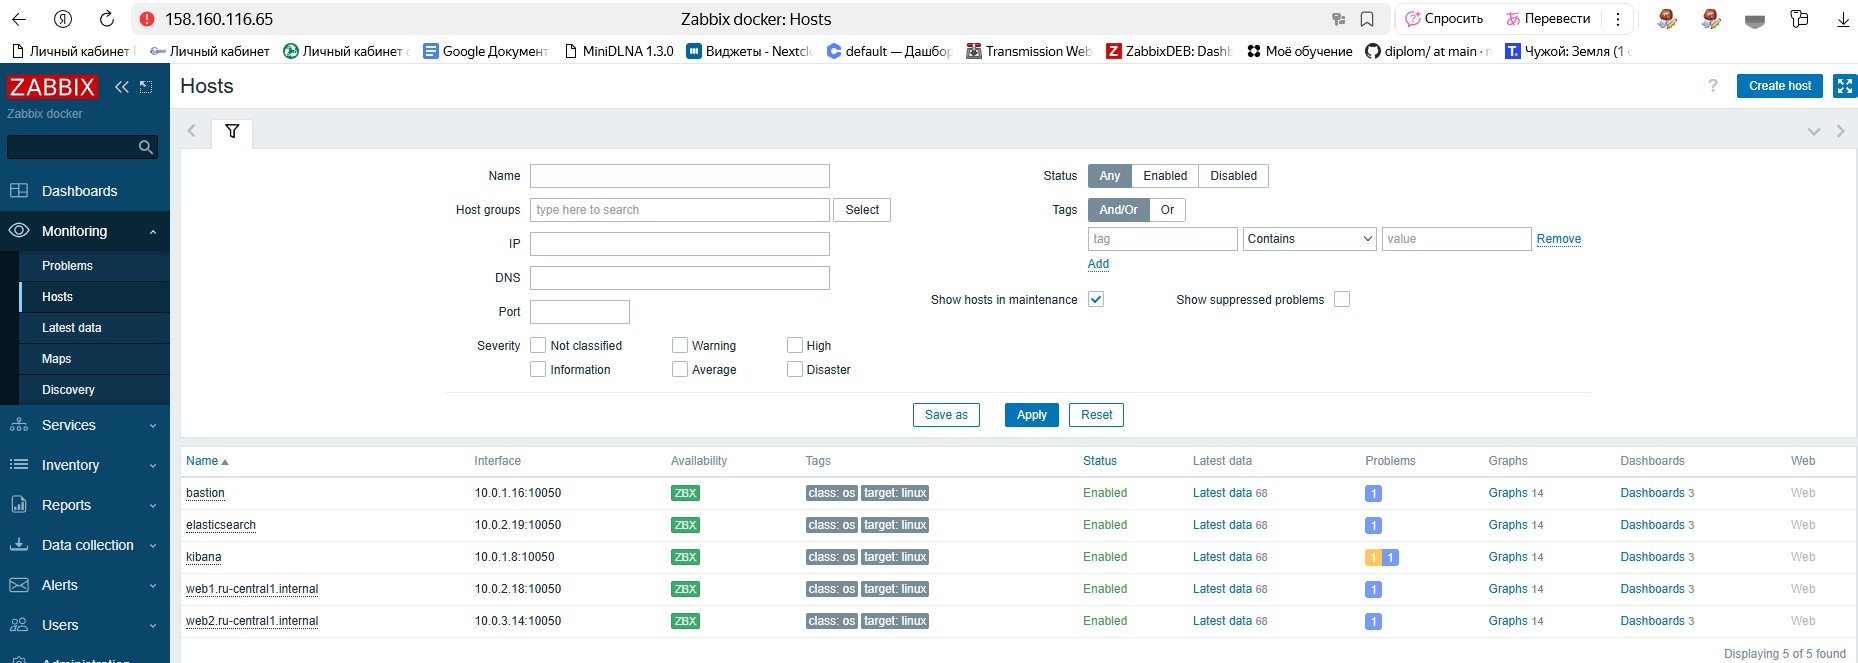 158.160.116.65
Zabbix docker: Hosts
Спросить
Перевести
Личный кабинет
Личный кабинет
Личный кабинет
Google Документ
MiniDLNA 1.3.0
Виджеты - Nextcl
default — Дашбор
Transmission Web
ZabbixDEB: Dashb
Моё обучение
diplom/ at main ·
Чужой: Земля (1
ZABBIX
Zabbix docker
Hosts
?
Create host
Dashboards
Monitoring
Problems
Hosts
Latest data
Maps
Discovery
Services
Inventory
Reports
Data collection
Alerts
Users
Administration
Name
Host groups type here to search Select
IP
DNS
Port
Severity Not classified Warning High
Information Average Disaster
Status Any Enabled Disabled
Tags And/Or Or
tag Contains value Remove
Add
Show hosts in maintenance Show suppressed problems
Save as Apply Reset
Name Interface Availability Tags Status Latest data Problems Graphs Dashboards Web
bastion 10.0.1.16:10050 ZBX class: os target: linux Enabled Latest data 68 1 Graphs 14 Dashboards 3 Web
elasticsearch 10.0.2.19:10050 ZBX class: os target: linux Enabled Latest data 68 1 Graphs 14 Dashboards 3 Web
kibana 10.0.1.8:10050 ZBX class: os target: linux Enabled Latest data 68 1 1 Graphs 14 Dashboards 3 Web
web1.ru-central1.internal 10.0.2.18:10050 ZBX class: os target: linux Enabled Latest data 68 1 Graphs 14 Dashboards 3 Web
web2.ru-central1.internal 10.0.3.14:10050 ZBX class: os target: linux Enabled Latest data 68 1 Graphs 14 Dashboards 3 Web
Displaying 5 of 5 found